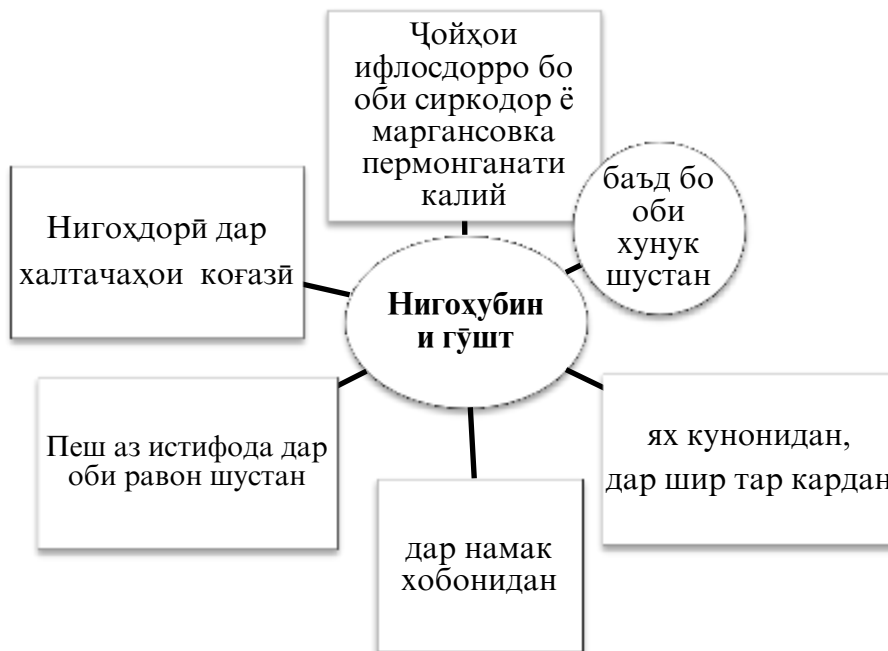 Ҷойҳои
ифлосдорро бо
оби сиркодор ё
маргансовка
пермонганати
калий
баъд бо
оби
хунук
шустан
Нигоҳдорӣ дар
халтачаҳои коғазӣ
Нигоҳубин
и гӯшт
Пеш аз истифода дар
оби равон шустан
ях кунонидан,
дар шир тар кардан
дар намак
хобонидан